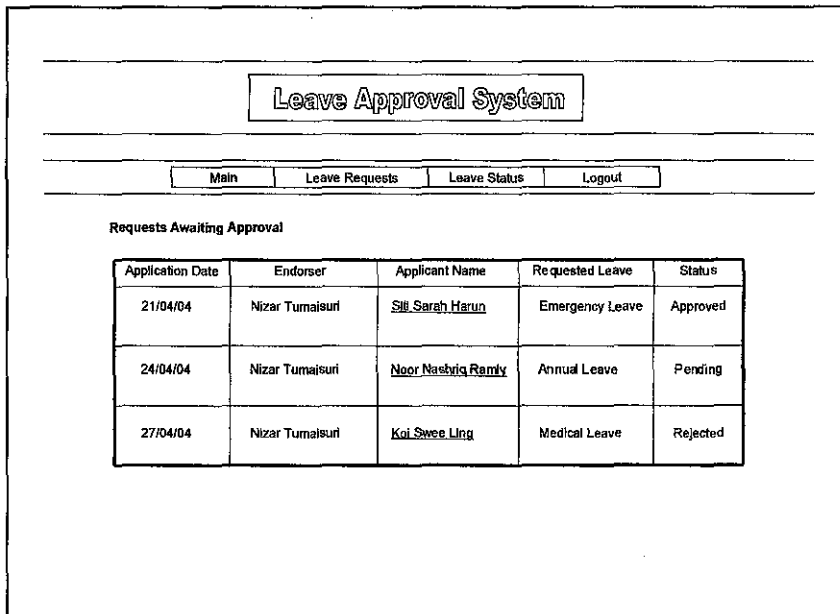 Leave Approval System
Main Leave Requests Leave Status Logout
Requests Awaiting Approval
Application Date Endorser Applicant Name Requested Leave Status
21/04/04 Nizar Tumaisuri Siti Sarah Harun Emergency Leave Approved
24/04/04 Nizar Tumaisuri Noor Nashriq Ramly Annual Leave Pending
27/04/04 Nizar Tumaisuri Koi Swee Ling Medical Leave Rejected